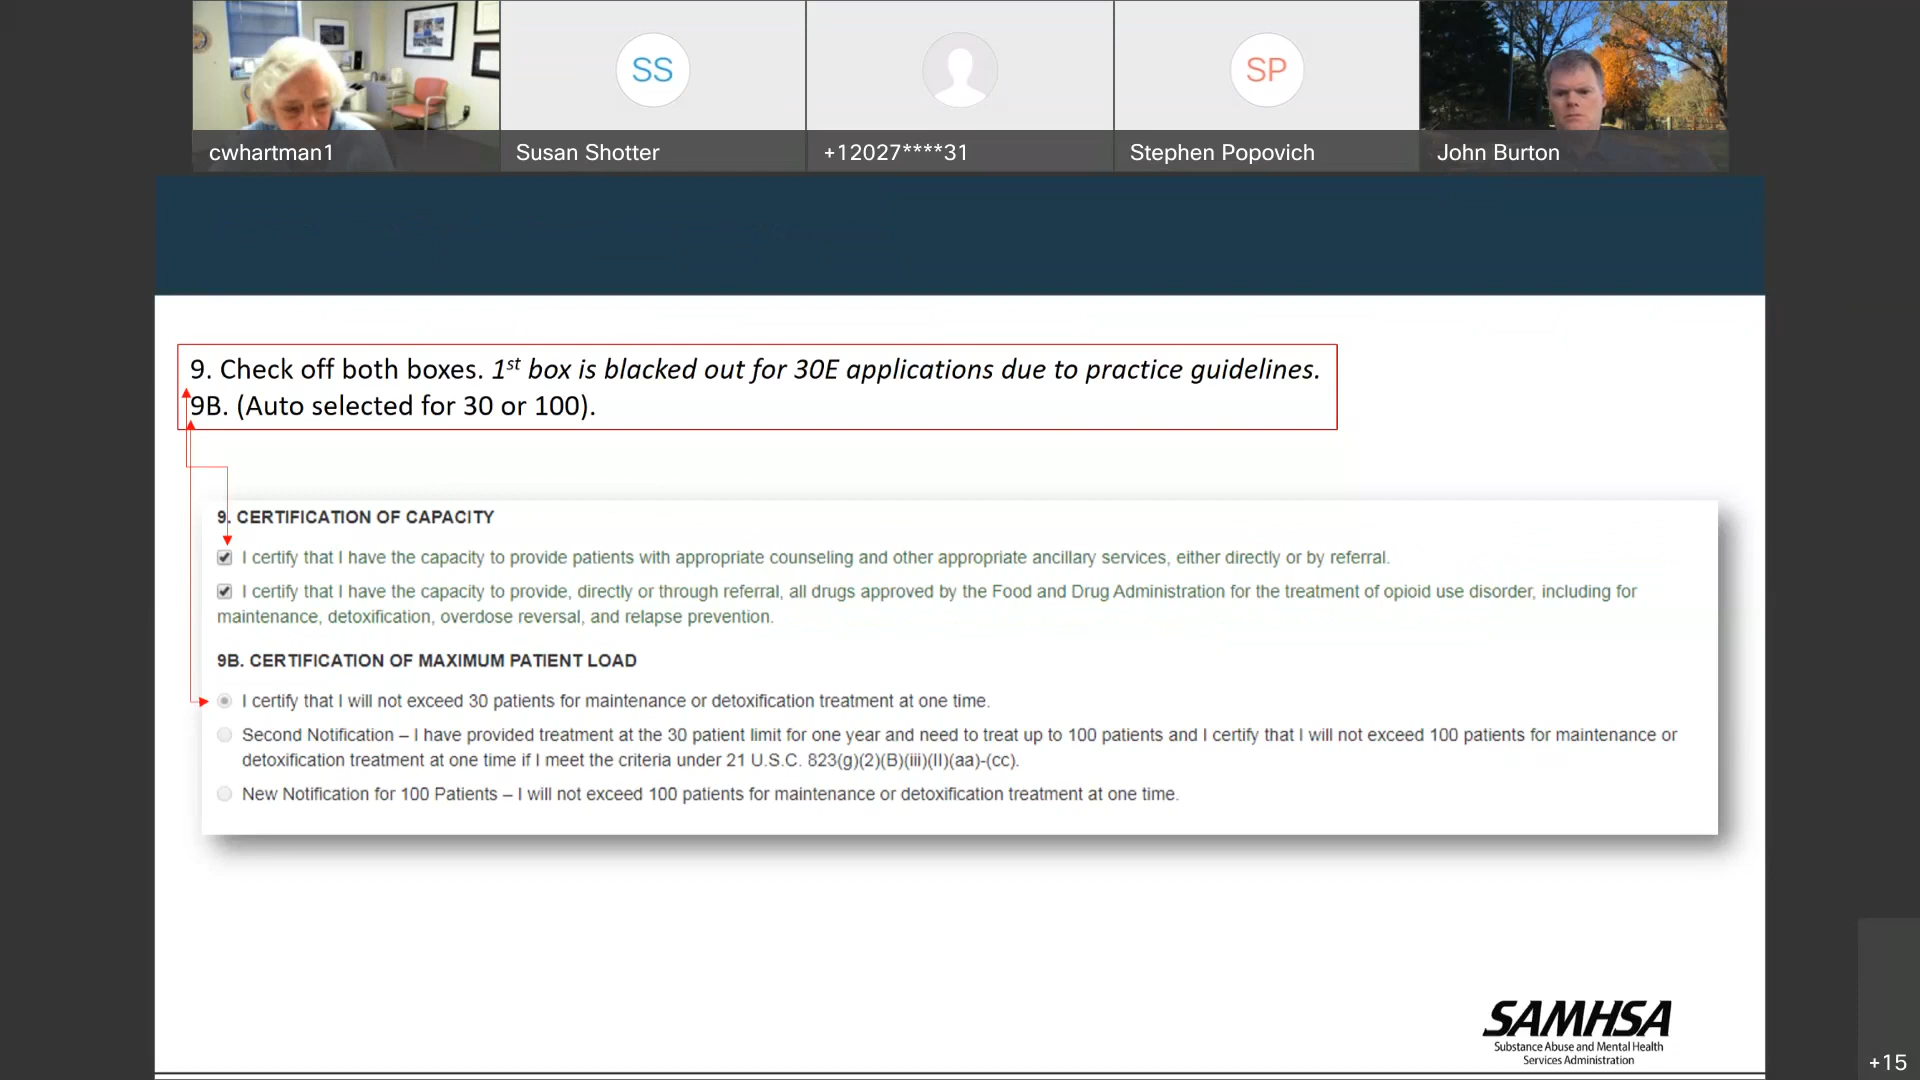 SS
SP
cwhartman1
Susan Shotter
+12027****31
Stephen Popovich
John Burton
9. Check off both boxes. 1st box is blacked out for 30E applications due to practice guidelines.
9B. (Auto selected for 30 or 100).
9. CERTIFICATION OF CAPACITY
I certify that I have the capacity to provide patients with appropriate counseling and other appropriate ancillary services, either directly or by referral.
I certify that I have the capacity to provide, directly or through referral, all drugs approved by the Food and Drug Administration for the treatment of opioid use disorder, including for
maintenance, detoxification, overdose reversal, and relapse prevention.
9B. CERTIFICATION OF MAXIMUM PATIENT LOAD
I certify that I will not exceed 30 patients for maintenance or detoxification treatment at one time.
Second Notification – I have provided treatment at the 30 patient limit for one year and need to treat up to 100 patients and I certify that I will not exceed 100 patients for maintenance or
detoxification treatment at one time if I meet the criteria under 21 U.S.C. 823(g)(2)(B)(iii)(II)(aa)-(cc).
New Notification for 100 Patients – I will not exceed 100 patients for maintenance or detoxification treatment at one time.
SAMHSA
Substance Abuse and Mental Health
Services Administration
+15